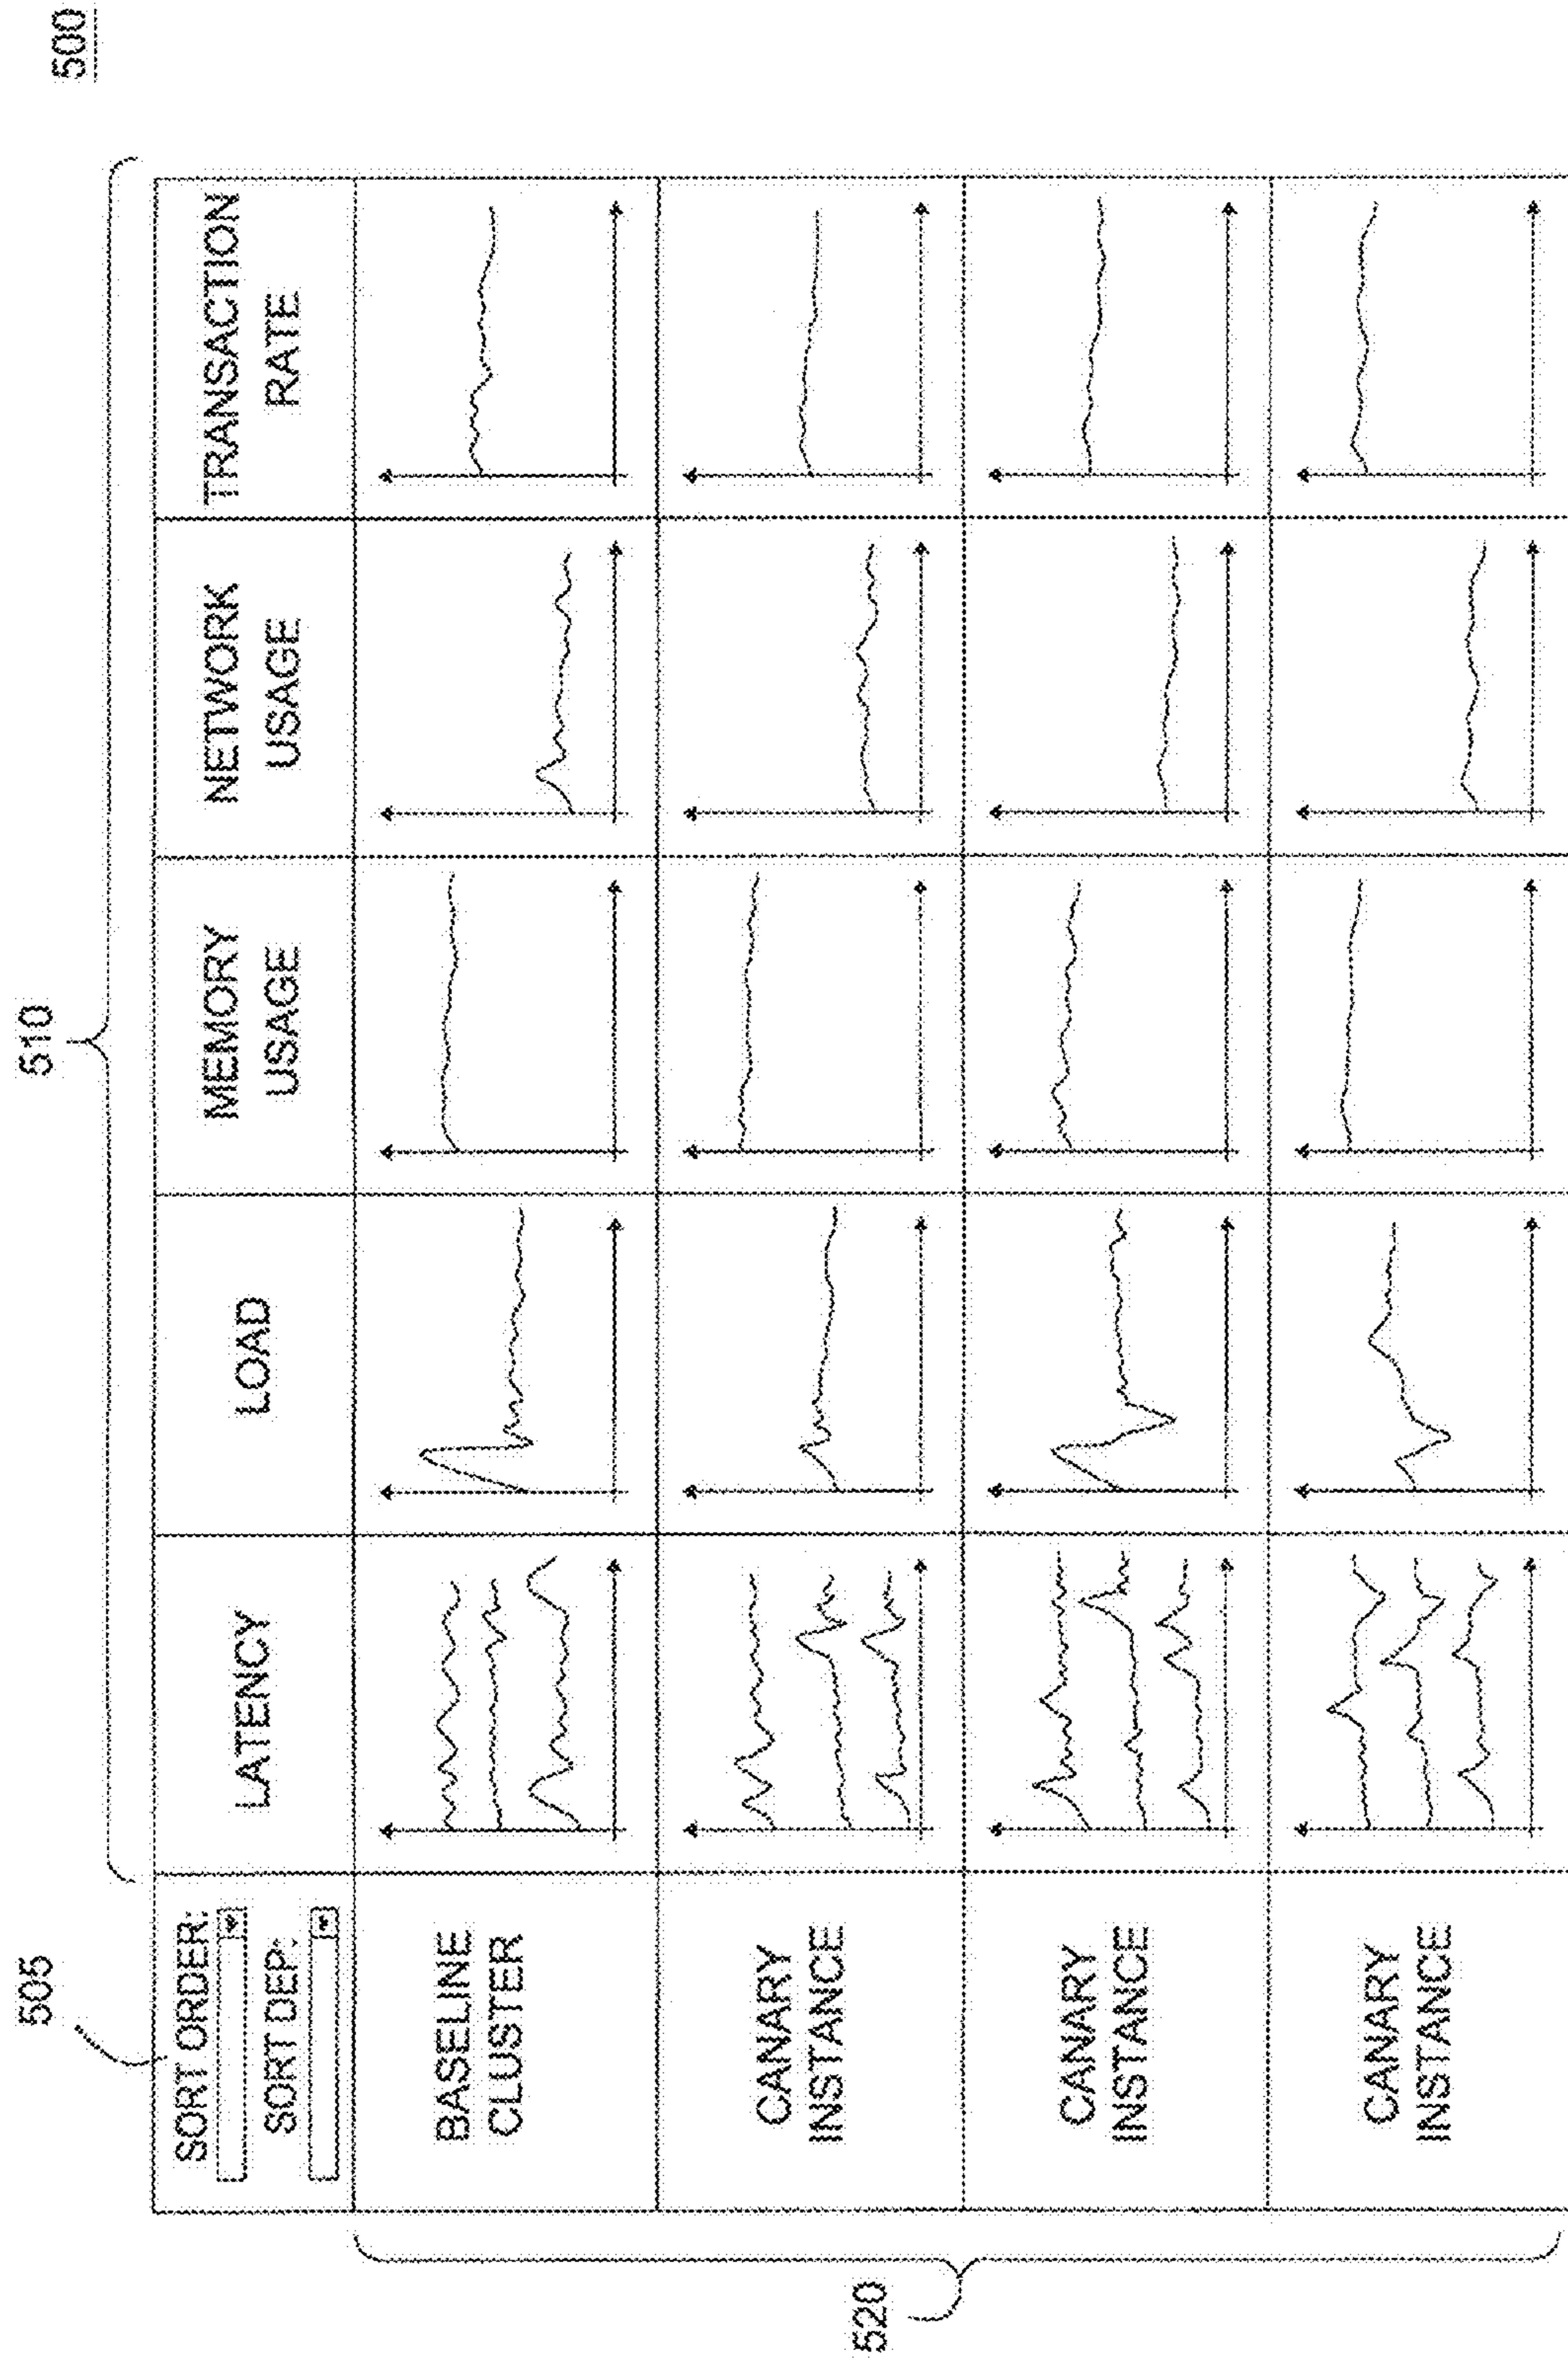 500
510
505
SORT ORDER:
SORT DEP:
LATENCY
LOAD
MEMORY
USAGE
NETWORK
USAGE
TRANSACTION
RATE
520
BASELINE
CLUSTER
CANARY
INSTANCE
CANARY
INSTANCE
CANARY
INSTANCE